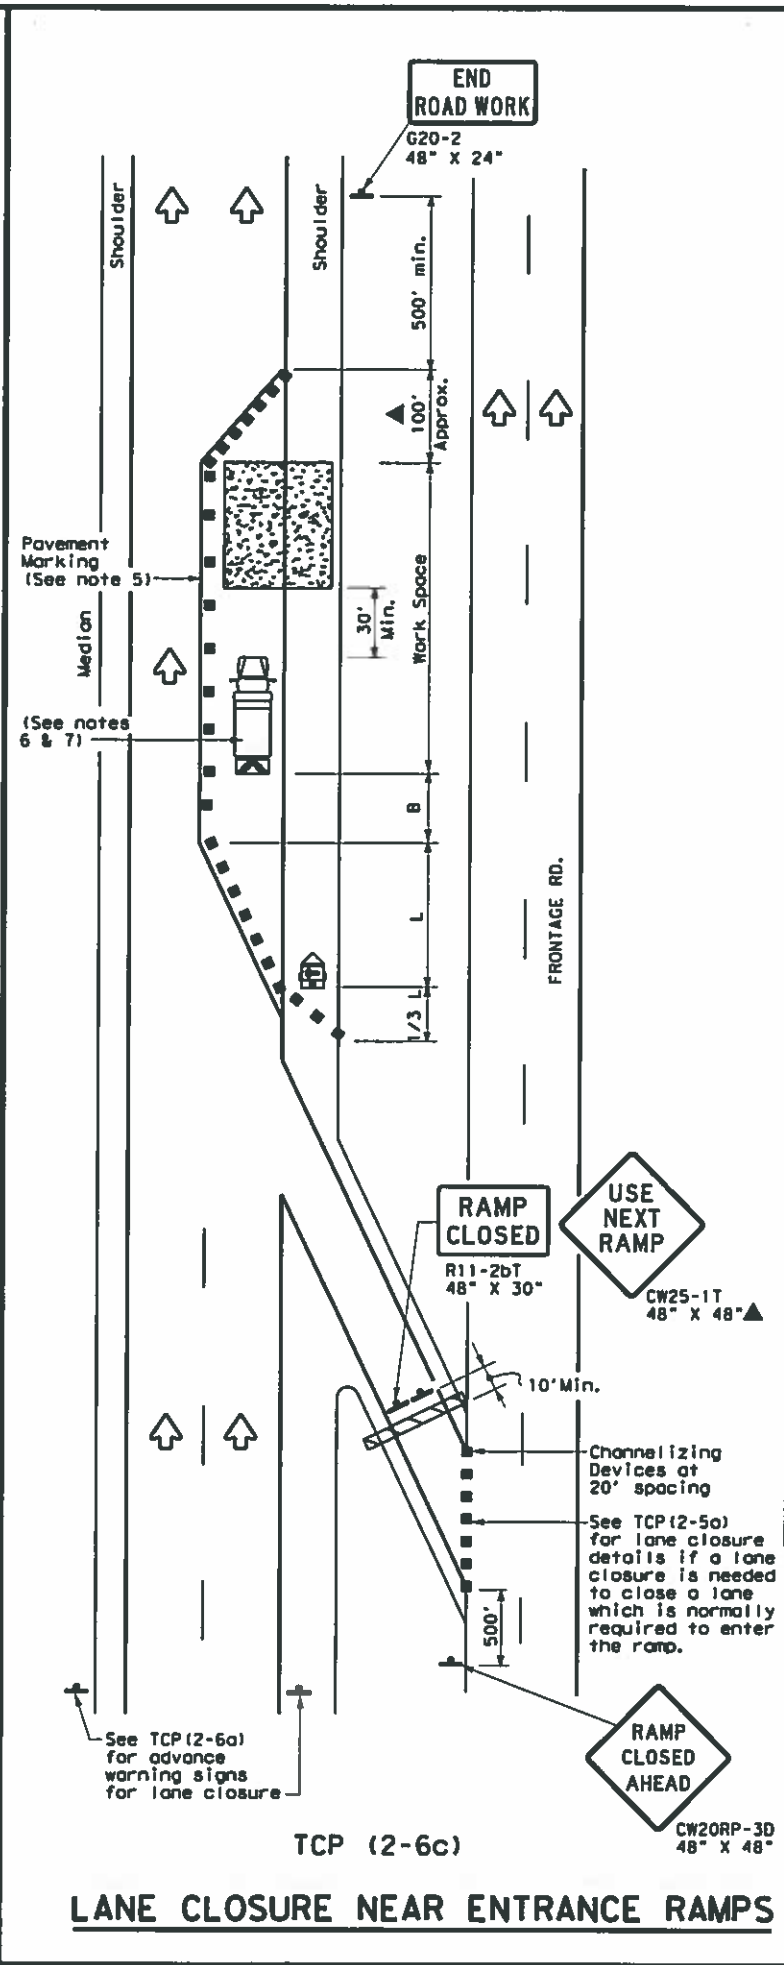 END
ROAD WORK
G20-2
48" X 24"
Shoulder
Shoulder
500' min.
100'
Approx.
Pavement
Marking
(See note 5)
30'
Min.
Work Space
Median
(See notes
6 & 7)
B
L
FRONTAGE RD.
1/3 L
RAMP
CLOSED
R11-2bT
48" X 30"
USE
NEXT
RAMP
CW25-1T
48" X 48"
10'Min.
Channelizing
Devices at
20' spacing
See TCP(2-5a)
for lane closure
details if a lane
closure is needed
to close a lane
which is normally
required to enter
the ramp.
500'
See TCP(2-6a)
for advance
warning signs
for lane closure
RAMP
CLOSED
AHEAD
CW20RP-3D
48" X 48"
TCP (2-6c)
LANE CLOSURE NEAR ENTRANCE RAMPS